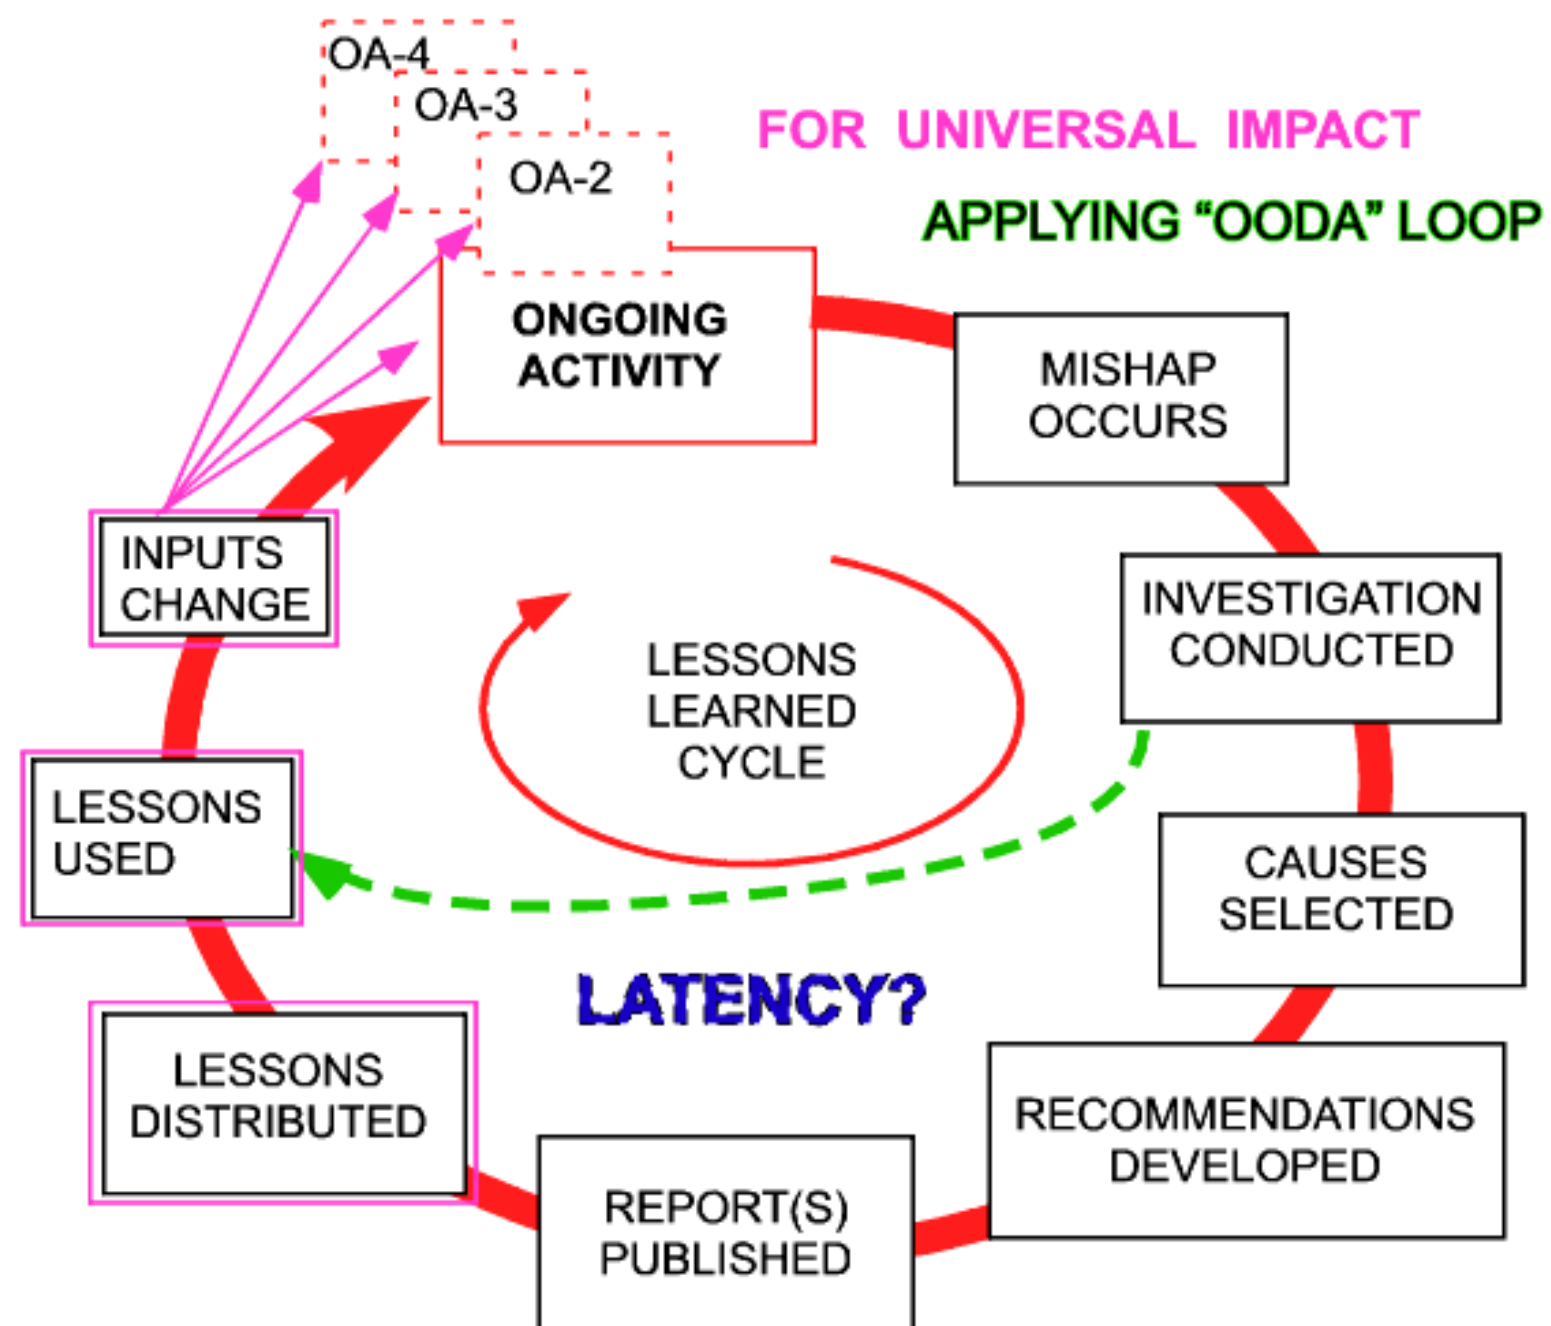 OA-4
OA-3
OA-2
FOR UNIVERSAL IMPACT
APPLYING “OODA” LOOP
ONGOING
ACTIVITY
MISHAP
OCCURS
INVESTIGATION
CONDUCTED
CAUSES
SELECTED
RECOMMENDATIONS
DEVELOPED
REPORT(S)
PUBLISHED
LESSONS
DISTRIBUTED
LESSONS
USED
INPUTS
CHANGE
LESSONS
LEARNED
CYCLE
LATENCY?